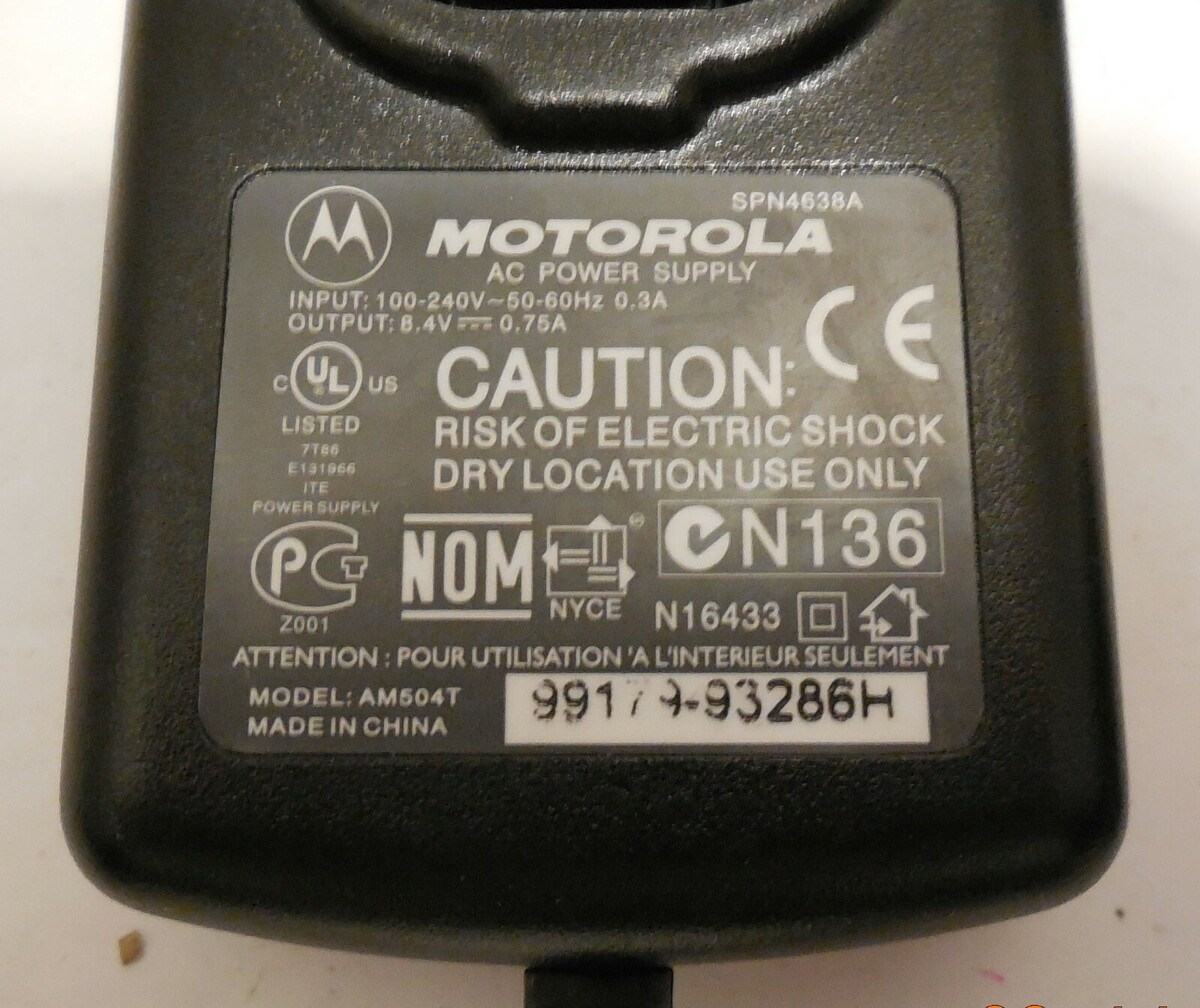 SPN4638A
MOTOROLA
AC POWER SUPPLY
INPUT: 100-240V~50-60Hz 0.3A
OUTPUT: 8.4V⎓ 0.75A
CE
C UL US
LISTED
7T86
E131966
ITE
POWER SUPPLY
CAUTION:
RISK OF ELECTRIC SHOCK
DRY LOCATION USE ONLY
PCT
Z001
NOM
NYCE
®
N136
N16433
ATTENTION : POUR UTILISATION 'A L'INTERIEUR SEULEMENT
MODEL: AM504T
MADE IN CHINA